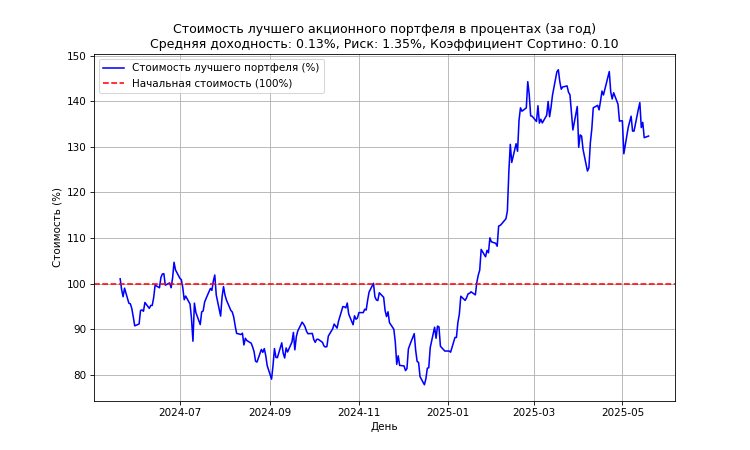 Стоимость лучшего акционного портфеля в процентах (за год)
Средняя доходность: 0.13%, Риск: 1.35%, Коэффициент Сортино: 0.10
Стоимость лучшего портфеля (%)
Начальная стоимость (100%)
Стоимость (%)
150
140
130
120
110
100
90
80
2024-07
2024-09
2024-11
2025-01
2025-03
2025-05
День